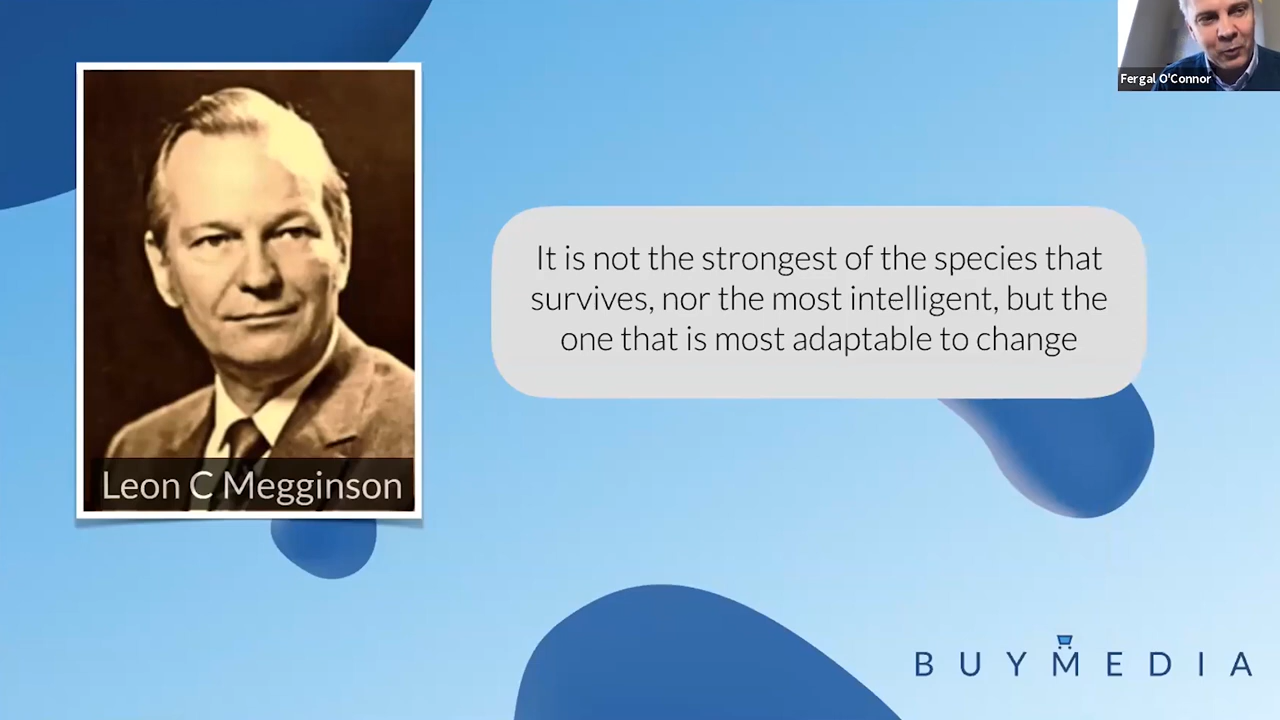 Fergal O'Connor
It is not the strongest of the species that
survives, nor the most intelligent, but the
one that is most adaptable to change
Leon C Megginson
BUYMEDIA